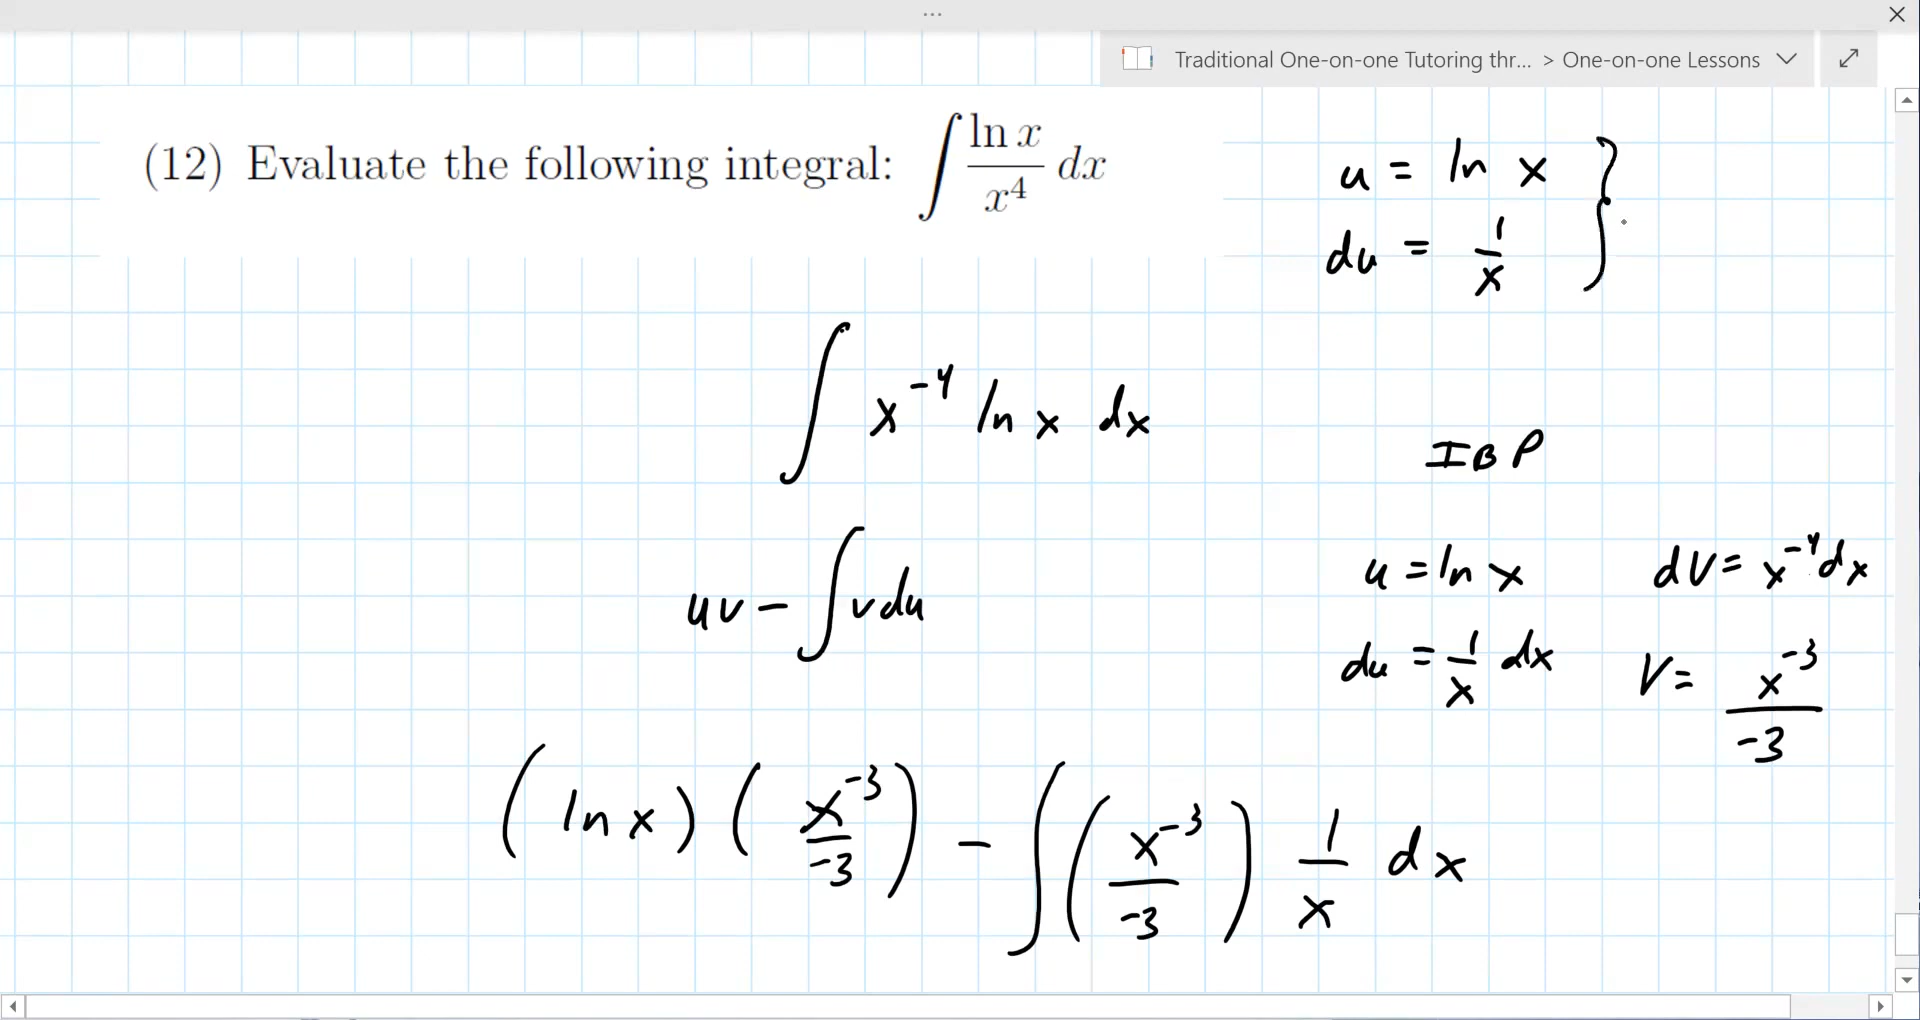 ...
Traditional One-on-one Tutoring thr... > One-on-one Lessons
(12) Evaluate the following integral: ∫ ln x / x^4 dx
u = ln x
du = 1/x
∫ x^-4 ln x dx
IBP
u = ln x dV = x^-4 dx
uv - ∫ v du
du = 1/x dx V = x^-3/-3
(ln x) (x^-3/-3) - ∫ (x^-3/-3) 1/x dx